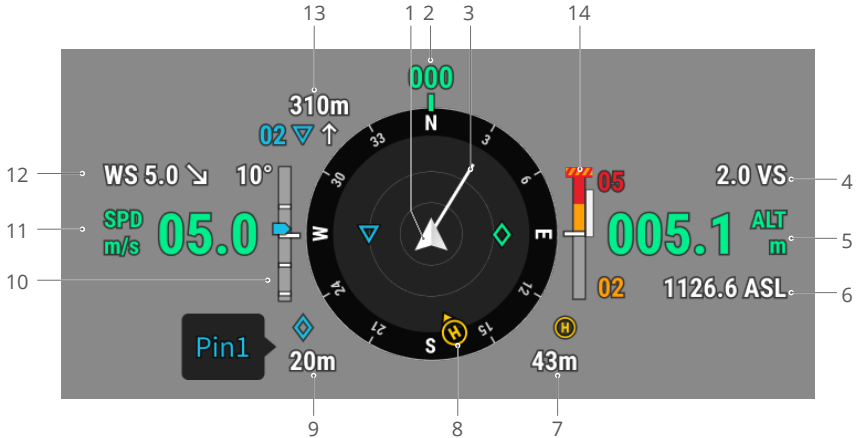 13 1 2 3 14
000
310m
02
N
33 3
12 WS 5.0 10° 30 6 05 2.0 VS 4
11 SPD m/s 05.0 W E 005.1 ALT m 5
10 24 12 02 1126.6 ASL 6
21 S H 15 H
Pin1
20m 43m
9 8 7